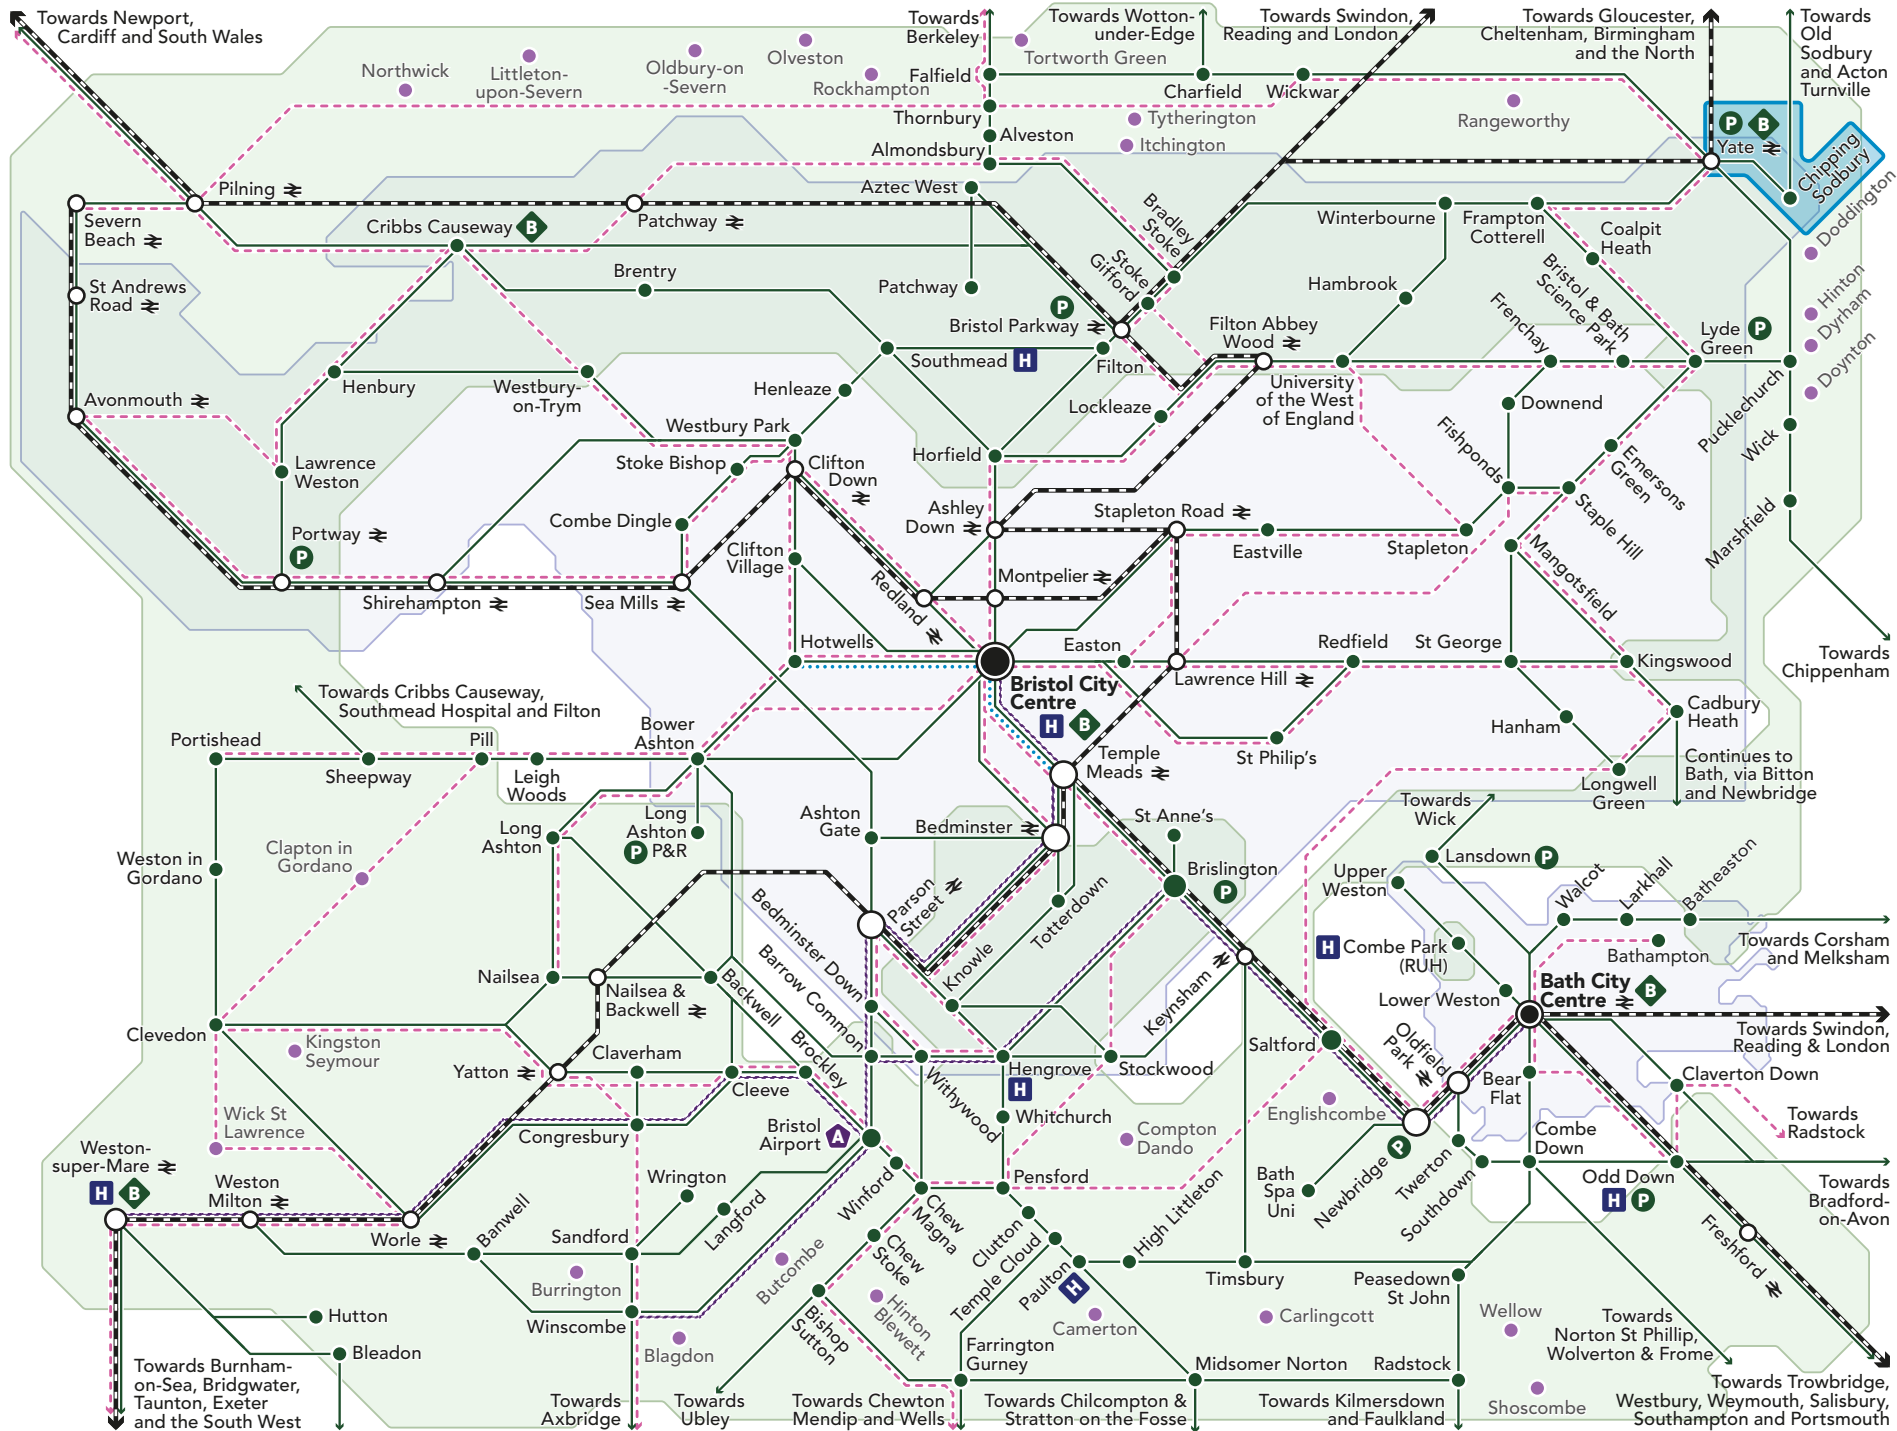 Towards Newport,
Cardiff and South Wales
Northwick
Littleton-
upon-Severn
Oldbury-on
-Severn
Olveston
Rockhampton
Towards
Berkeley
Falfield
Thornbury
Alveston
Almondsbury
Tortworth Green
Towards Wotton-
under-Edge
Charfield
Wickwar
Tytherington
Itchington
Towards Swindon,
Reading and London
Towards Gloucester,
Cheltenham, Birmingham
and the North
Towards
Old
Sodbury
and Acton
Turnville
Rangeworthy
P B
Yate
Chipping
Sodbury
Doddington
Hinton
Dyrham
Doynton
Severn
Beach
Pilning
Patchway
Cribbs Causeway B
Aztec West
Patchway
Bradley
Stoke
Stoke
Gifford
Winterbourne
Frampton
Cotterell
Coalpit
Heath
St Andrews
Road
Brentry
P
Bristol Parkway
Filton Abbey
Wood
Hambrook
Frenchay
Bristol & Bath
Science Park
Lyde
Green P
Southmead H
Filton
Henleaze
Henbury
Westbury-
on-Trym
Avonmouth
Lockleaze
University
of the West
of England
Downend
Pucklechurch
Wick
Marshfield
Westbury Park
Stoke Bishop
Clifton
Down
Horfield
Fishponds
Emersons
Green
Staple Hill
Lawrence
Weston
Combe Dingle
Ashley
Down
Stapleton Road
Eastville
Stapleton
Mangotsfield
Portway
P
Clifton
Village
Redland
Montpelier
Shirehampton
Sea Mills
Hotwells
Easton
Redfield
St George
Kingswood
Towards
Chippenham
Bristol City
Centre
H B
Lawrence Hill
Cadbury
Heath
Hanham
Towards Cribbs Causeway,
Southmead Hospital and Filton
Bower
Ashton
Portishead
Sheepway
Pill
Leigh
Woods
Temple
Meads
St Philip's
Longwell
Green
Continues to
Bath, via Bitton
and Newbridge
Long
Ashton
Long
Ashton
P P&R
Ashton
Gate
Bedminster
St Anne's
Towards
Wick
Lansdown P
Weston in
Gordano
Clapton in
Gordano
Brislington
P
Upper
Weston
Walcot
Larkhall
Batheaston
Parson
Street
Bedminster Down
Barrow Common
Knowle
Totterdown
Keynsham
H Combe Park
(RUH)
Bathampton
Towards Corsham
and Melksham
Nailsea
Nailsea &
Backwell
Backwell
Lower Weston
Bath City
Centre B
Towards Swindon,
Reading & London
Clevedon
Kingston
Seymour
Claverham
Brockley
Yatton
Cleeve
Withywood
Hengrove
H
Stockwood
Saltford
Oldfield
Park
Bear
Flat
Claverton Down
Towards
Radstock
Wick St
Lawrence
Congresbury
Bristol
Airport A
Whitchurch
Compton
Dando
Englishcombe
Combe
Down
Weston-
super-Mare
H B
Weston
Milton
Worle
Wrington
Langford
Winford
Pensford
Bath
Spa
Uni
Newbridge P
Twerton
Southdown
Odd Down
H P
Towards
Bradford-
on-Avon
Banwell
Sandford
Butcombe
Chew
Magna
Chew
Stoke
Clutton
Temple Cloud
High Littleton
Timsbury
Freshford
Burrington
Winscombe
Bishop
Sutton
Hinton
Blewett
Paulton
H
Camerton
Carlingcott
Peasedown
St John
Wellow
Hutton
Bleadon
Blagdon
Farrington
Gurney
Midsomer Norton
Radstock
Shoscombe
Towards
Norton St Phillip,
Wolverton & Frome
Towards Burnham-
on-Sea, Bridgwater,
Taunton, Exeter
and the South West
Towards
Axbridge
Towards
Ubley
Towards Chewton
Mendip and Wells
Towards Chilcompton &
Stratton on the Fosse
Towards Kilmersdown
and Faulkland
Towards Trowbridge,
Westbury, Weymouth, Salisbury,
Southampton and Portsmouth